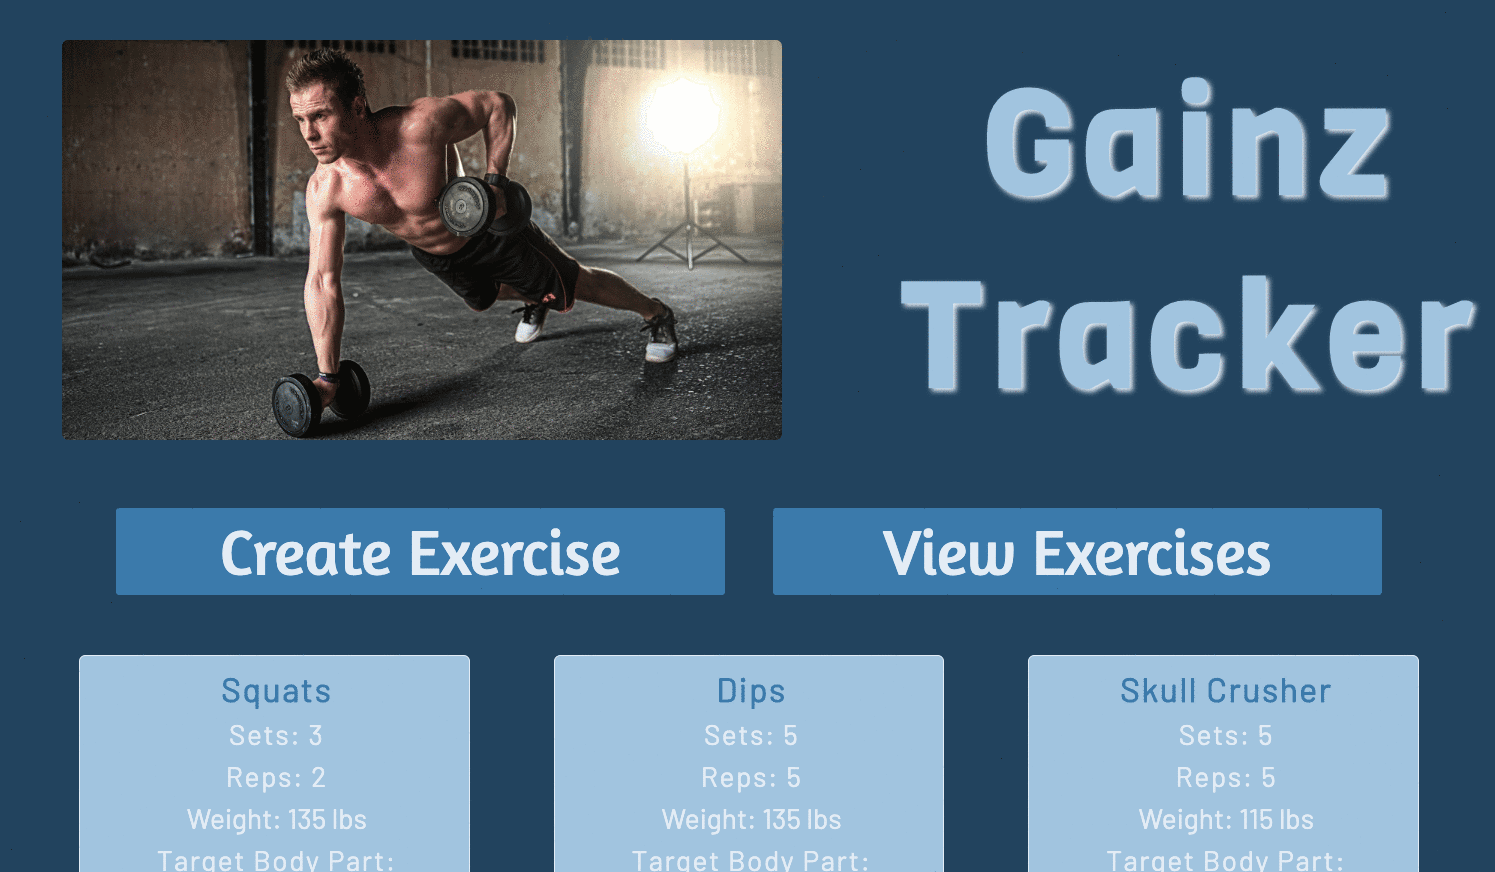 Gainz
Tracker
Create Exercise
View Exercises
Squats
Sets: 3
Reps: 2
Weight: 135 lbs
Target Body Part:
Dips
Sets: 5
Reps: 5
Weight: 135 lbs
Target Body Part:
Skull Crusher
Sets: 5
Reps: 5
Weight: 115 lbs
Target Body Part: